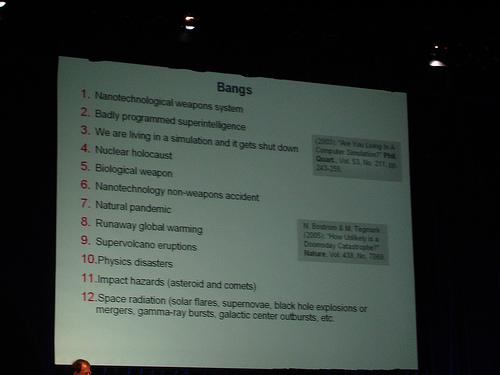 Bangs
1. Nanotechnological weapons system
2. Badly programmed superintelligence
3. We are living in a simulation and it gets shut down
4. Nuclear holocaust
5. Biological weapon
6. Nanotechnology non-weapons accident
7. Natural pandemic
8. Runaway global warming
9. Supervolcano eruptions
10. Physics disasters
11. Impact hazards (asteroid and comets)
12. Space radiation (solar flares, supernovae, black hole explosions or
mergers, gamma-ray bursts, galactic center outbursts, etc.
(2003): "Are You Living In A
Computer Simulation?" Phil.
Quart., Vol. 53, No. 211, pp.
243-255.
N. Bostrom & M. Tegmark
(2005): "How Unlikely is a
Doomsday Catastrophe?"
Nature, Vol. 438, No. 7069.